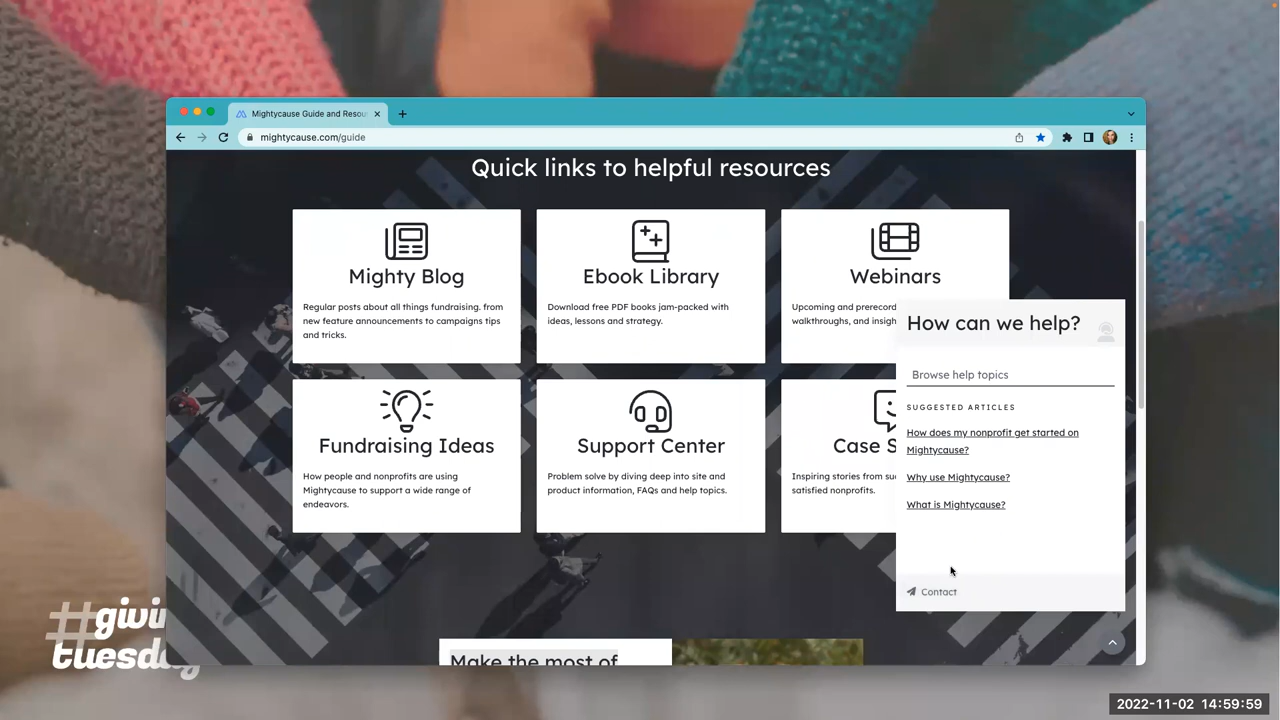 Mightycause Guide and Resou
mightycause.com/guide
Quick links to helpful resources
Mighty Blog
Regular posts about all things fundraising. from
new feature announcements to campaigns tips
and tricks.
Ebook Library
Download free PDF books jam-packed with
ideas, lessons and strategy.
Webinars
Upcoming and prerecord
walkthroughs, and insigh
Fundraising Ideas
How people and nonprofits are using
Mightycause to support a wide range of
endeavors.
Support Center
Problem solve by diving deep into site and
product information, FAQs and help topics.
Case S
Inspiring stories from su
satisfied nonprofits.
How can we help?
Browse help topics
SUGGESTED ARTICLES
How does my nonprofit get started on
Mightycause?
Why use Mightycause?
What is Mightycause?
Contact
Make the most of
#givi
tuesda
2022-11-02 14:59:59